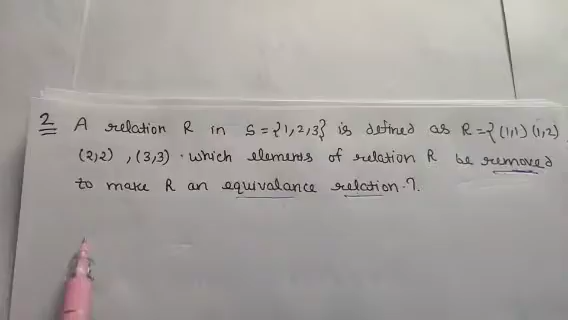 2 A relation R in S = {1,2,3} is defined as R = { (1,1) (1,2)
(2,2) , (3,3) . which elements of relation R be removed
to make R an equivalance relation.?.